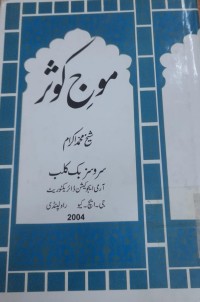 موجِ کوثر
شیخ محمد اکرام
سروسز بک کلب
آرمی ایجوکیشن ڈائریکٹوریٹ
جی۔ ایچ۔ کیو۔ راولپنڈی
2004